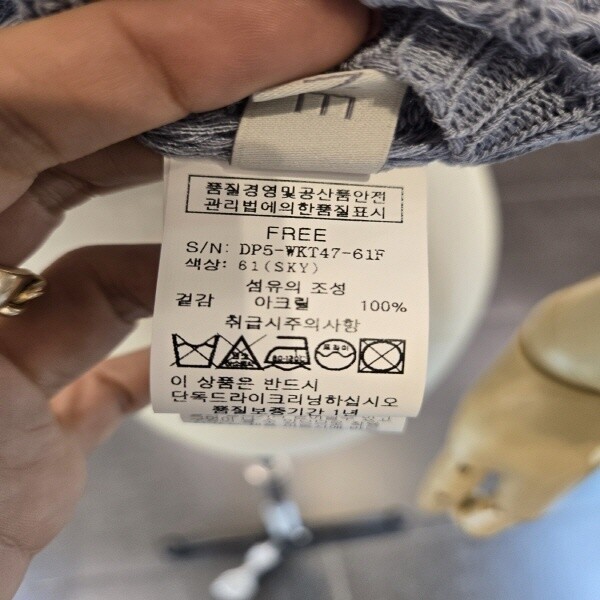 품질경영및공산품안전
관리법에의한품질표시
FREE
S/N: DP5-WKT47-61F
색상: 61(SKY)
섬유의 조성
겉감 아크릴 100%
취급시주의사항
드라이
이 상품은 반드시
단독드라이크리닝하십시오
품질보증기간 1년